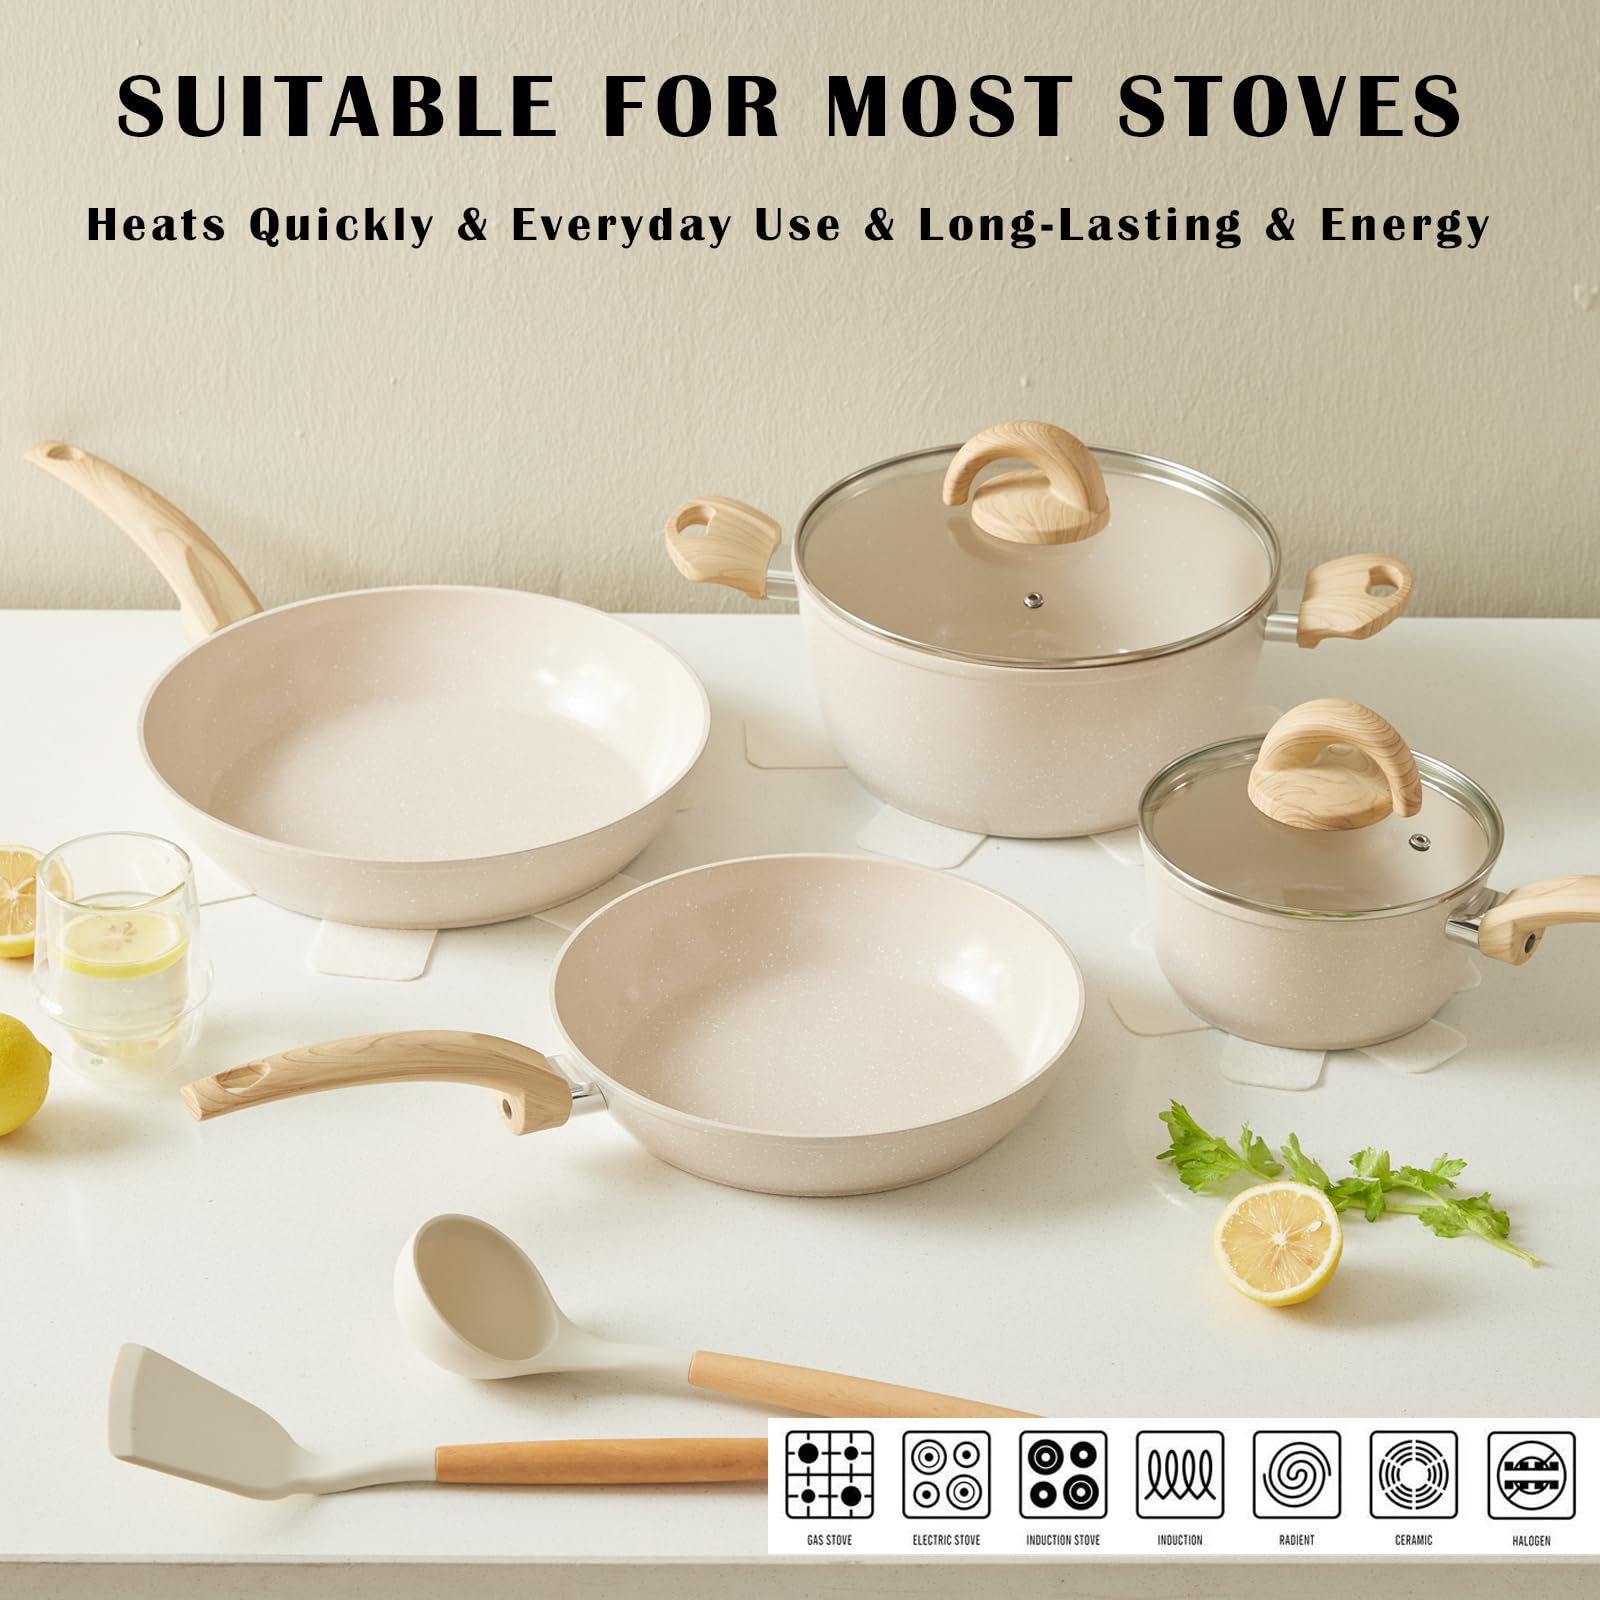 SUITABLE FOR MOST STOVES
Heats Quickly & Everyday Use & Long-Lasting & Energy
GAS STOVE ELECTRIC STOVE INDUCTION STOVE INDUCTION RADIENT CERAMIC HALOGEN